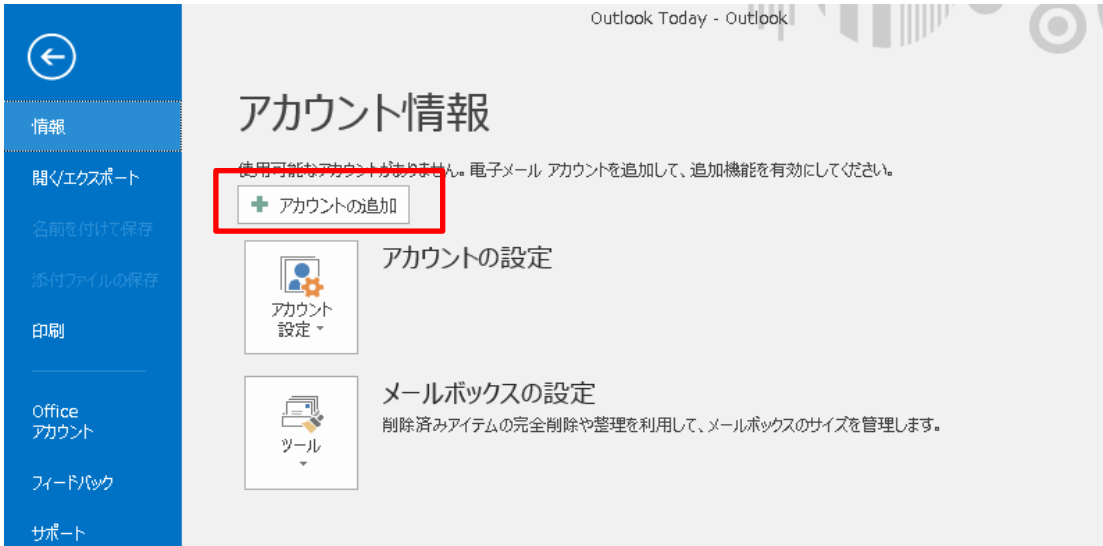 Outlook Today - Outlook
情報
開く/エクスポート
名前を付けて保存
添付ファイルの保存
印刷
Office
アカウント
フィードバック
サポート
アカウント情報
使用可能なアカウントがありません。電子メール アカウントを追加して、追加機能を有効にしてください。
アカウントの追加
アカウント
設定
アカウントの設定
ツール
メールボックスの設定
削除済みアイテムの完全削除や整理を利用して、メールボックスのサイズを管理します。